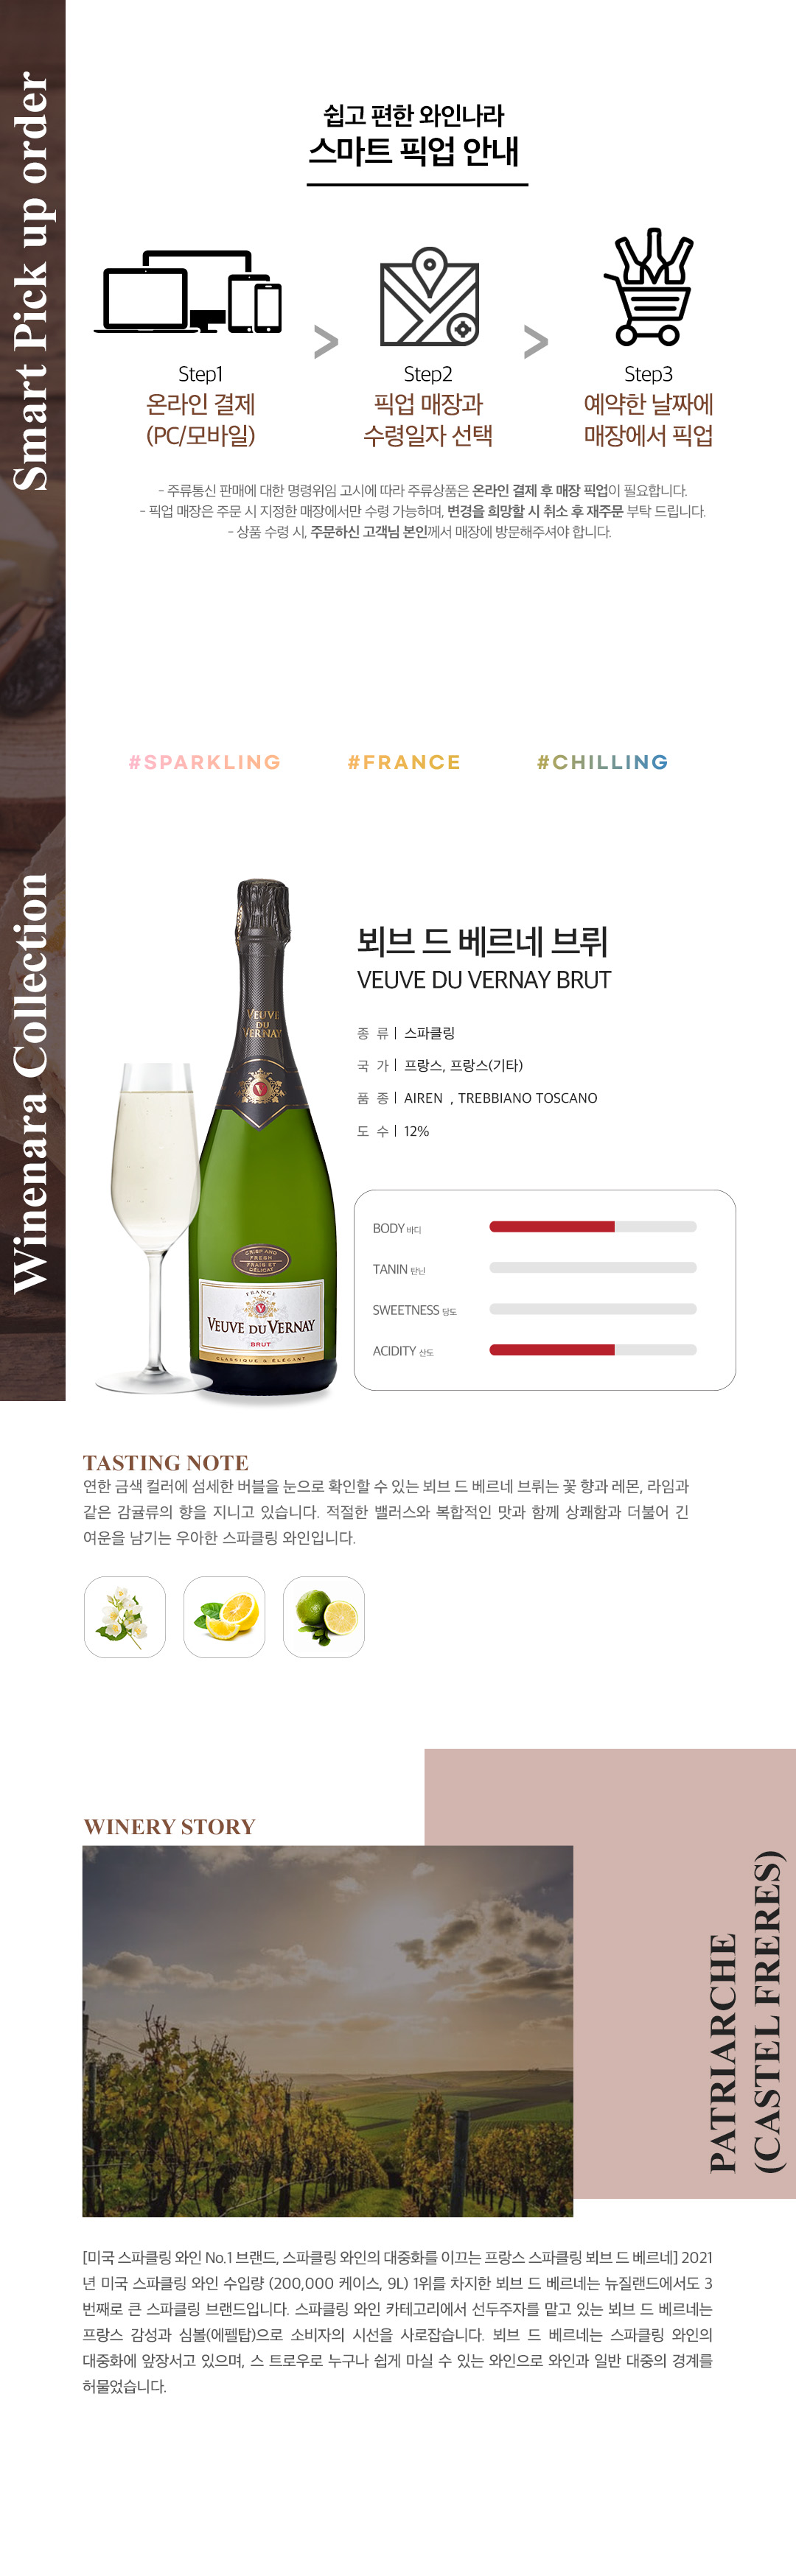 Smart Pick up order
쉽고 편한 와인나라
스마트 픽업 안내
Step1
온라인 결제
(PC/모바일)
>
Step2
픽업 매장과
수령일자 선택
>
Step3
예약한 날짜에
매장에서 픽업
- 주류통신 판매에 대한 명령위임 고시에 따라 주류상품은 온라인 결제 후 매장 픽업이 필요합니다.
- 픽업 매장은 주문 시 지정한 매장에서만 수령 가능하며, 변경을 희망할 시 취소 후 재주문 부탁 드립니다.
- 상품 수령 시, 주문하신 고객님 본인께서 매장에 방문해주셔야 합니다.
#SPARKLING #FRANCE #CHILLING
Winenara Collection
VEUVE
DU
VERNAY
V
CRISP AND
FRESH
FRAIS ET
DÉLICAT
FRANCE
V
VEUVE DU VERNAY
BRUT
CLASSIQUE & ÉLÉGANT
뵈브 드 베르네 브뤼
VEUVE DU VERNAY BRUT
종 류 | 스파클링
국 가 | 프랑스, 프랑스(기타)
품 종 | AIREN , TREBBIANO TOSCANO
도 수 | 12%
BODY 바디
TANIN 탄닌
SWEETNESS 당도
ACIDITY 산도
TASTING NOTE
연한 금색 컬러에 섬세한 버블을 눈으로 확인할 수 있는 뵈브 드 베르네 브뤼는 꽃 향과 레몬, 라임과
같은 감귤류의 향을 지니고 있습니다. 적절한 밸러스와 복합적인 맛과 함께 상쾌함과 더불어 긴
여운을 남기는 우아한 스파클링 와인입니다.
WINERY STORY
PATRIARCHE
(CASTEL FRERES)
[미국 스파클링 와인 No.1 브랜드, 스파클링 와인의 대중화를 이끄는 프랑스 스파클링 뵈브 드 베르네] 2021
년 미국 스파클링 와인 수입량 (200,000 케이스, 9L) 1위를 차지한 뵈브 드 베르네는 뉴질랜드에서도 3
번째로 큰 스파클링 브랜드입니다. 스파클링 와인 카테고리에서 선두주자를 맡고 있는 뵈브 드 베르네는
프랑스 감성과 심볼(에펠탑)으로 소비자의 시선을 사로잡습니다. 뵈브 드 베르네는 스파클링 와인의
대중화에 앞장서고 있으며, 스 트로우로 누구나 쉽게 마실 수 있는 와인으로 와인과 일반 대중의 경계를
허물었습니다.